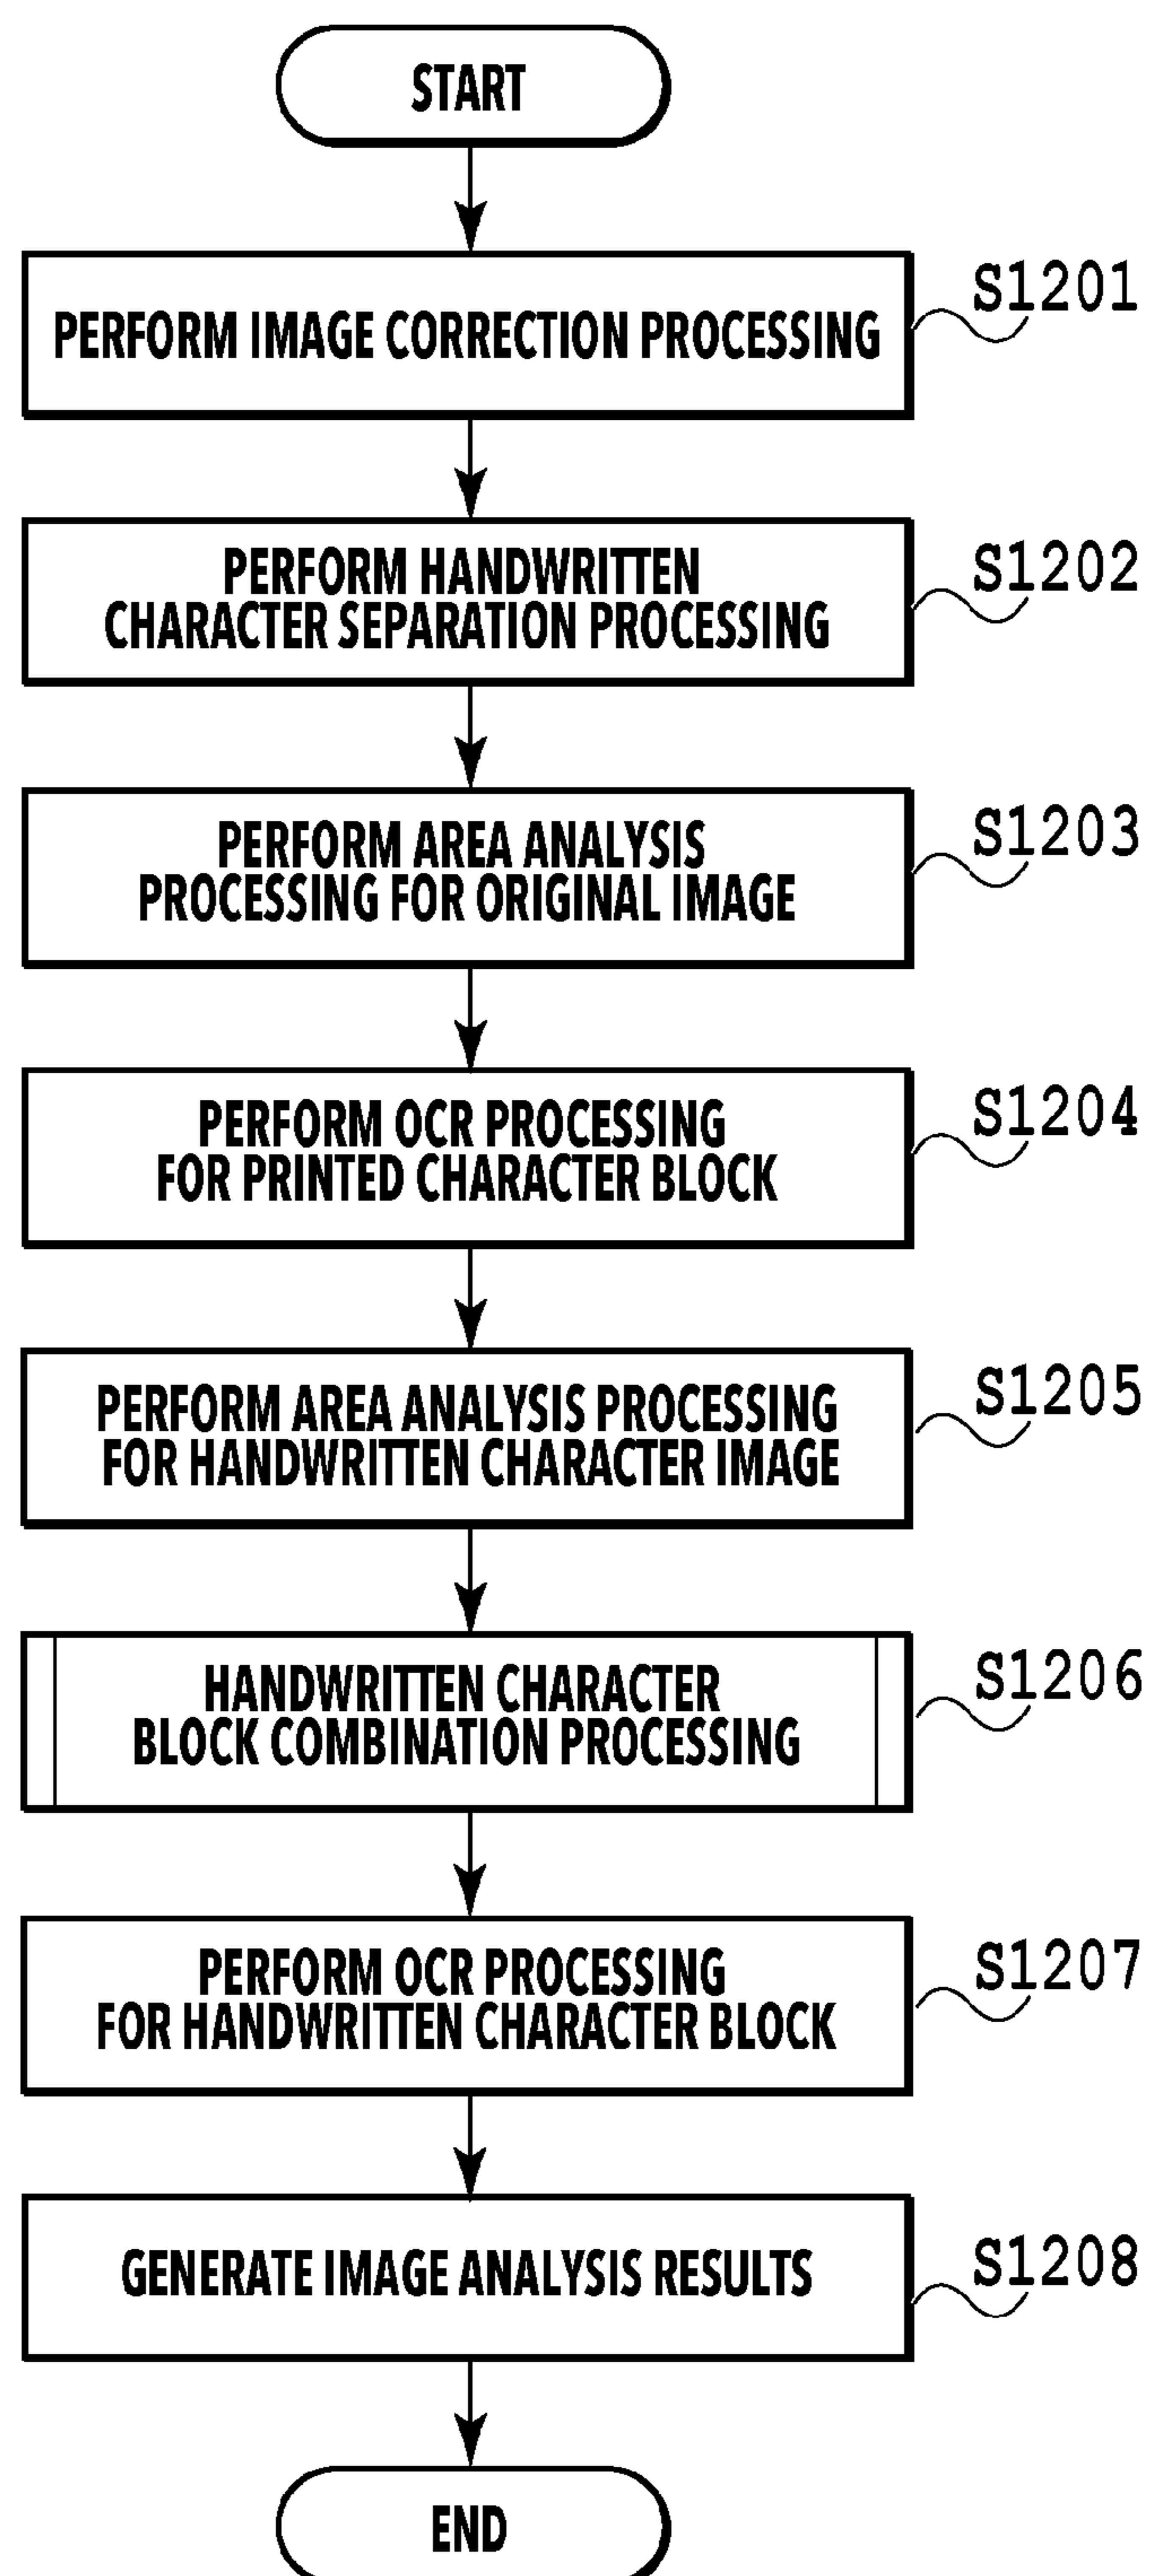 START
PERFORM IMAGE CORRECTION PROCESSING
S1201
PERFORM HANDWRITTEN
CHARACTER SEPARATION PROCESSING
S1202
PERFORM AREA ANALYSIS
PROCESSING FOR ORIGINAL IMAGE
S1203
PERFORM OCR PROCESSING
FOR PRINTED CHARACTER BLOCK
S1204
PERFORM AREA ANALYSIS PROCESSING
FOR HANDWRITTEN CHARACTER IMAGE
S1205
HANDWRITTEN CHARACTER
BLOCK COMBINATION PROCESSING
S1206
PERFORM OCR PROCESSING
FOR HANDWRITTEN CHARACTER BLOCK
S1207
GENERATE IMAGE ANALYSIS RESULTS
S1208
END